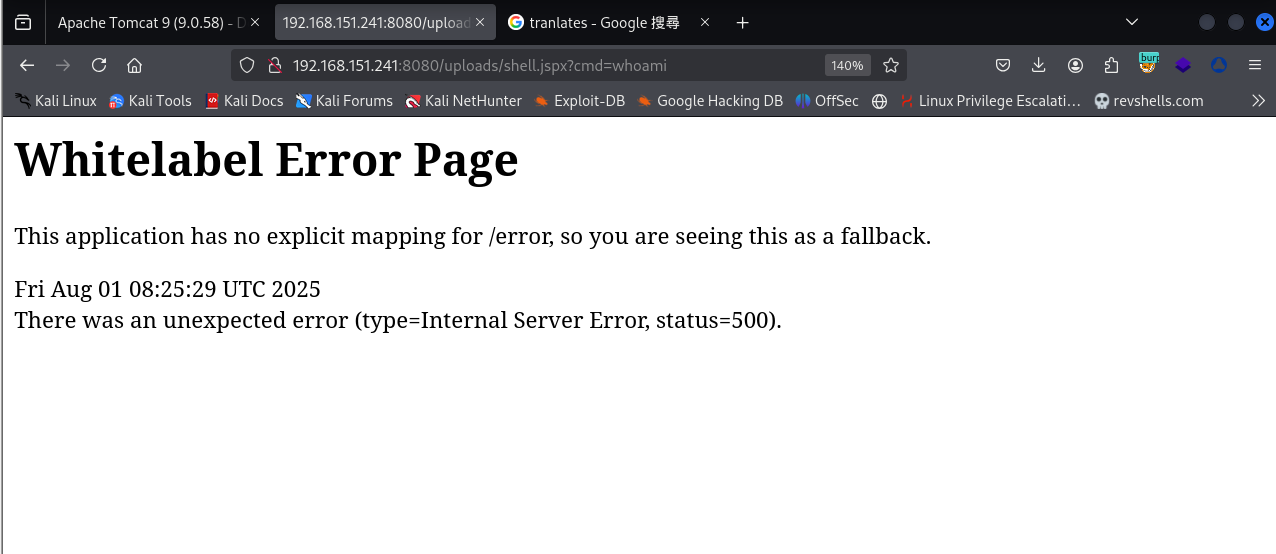 Apache Tomcat 9 (9.0.58) - D
192.168.151.241:8080/upload
tranlates - Google 搜尋
192.168.151.241:8080/uploads/shell.jspx?cmd=whoami
140%
burp
Kali Linux
Kali Tools
Kali Docs
Kali Forums
Kali NetHunter
Exploit-DB
Google Hacking DB
OffSec
Linux Privilege Escalati…
revshells.com
Whitelabel Error Page
This application has no explicit mapping for /error, so you are seeing this as a fallback.
Fri Aug 01 08:25:29 UTC 2025
There was an unexpected error (type=Internal Server Error, status=500).